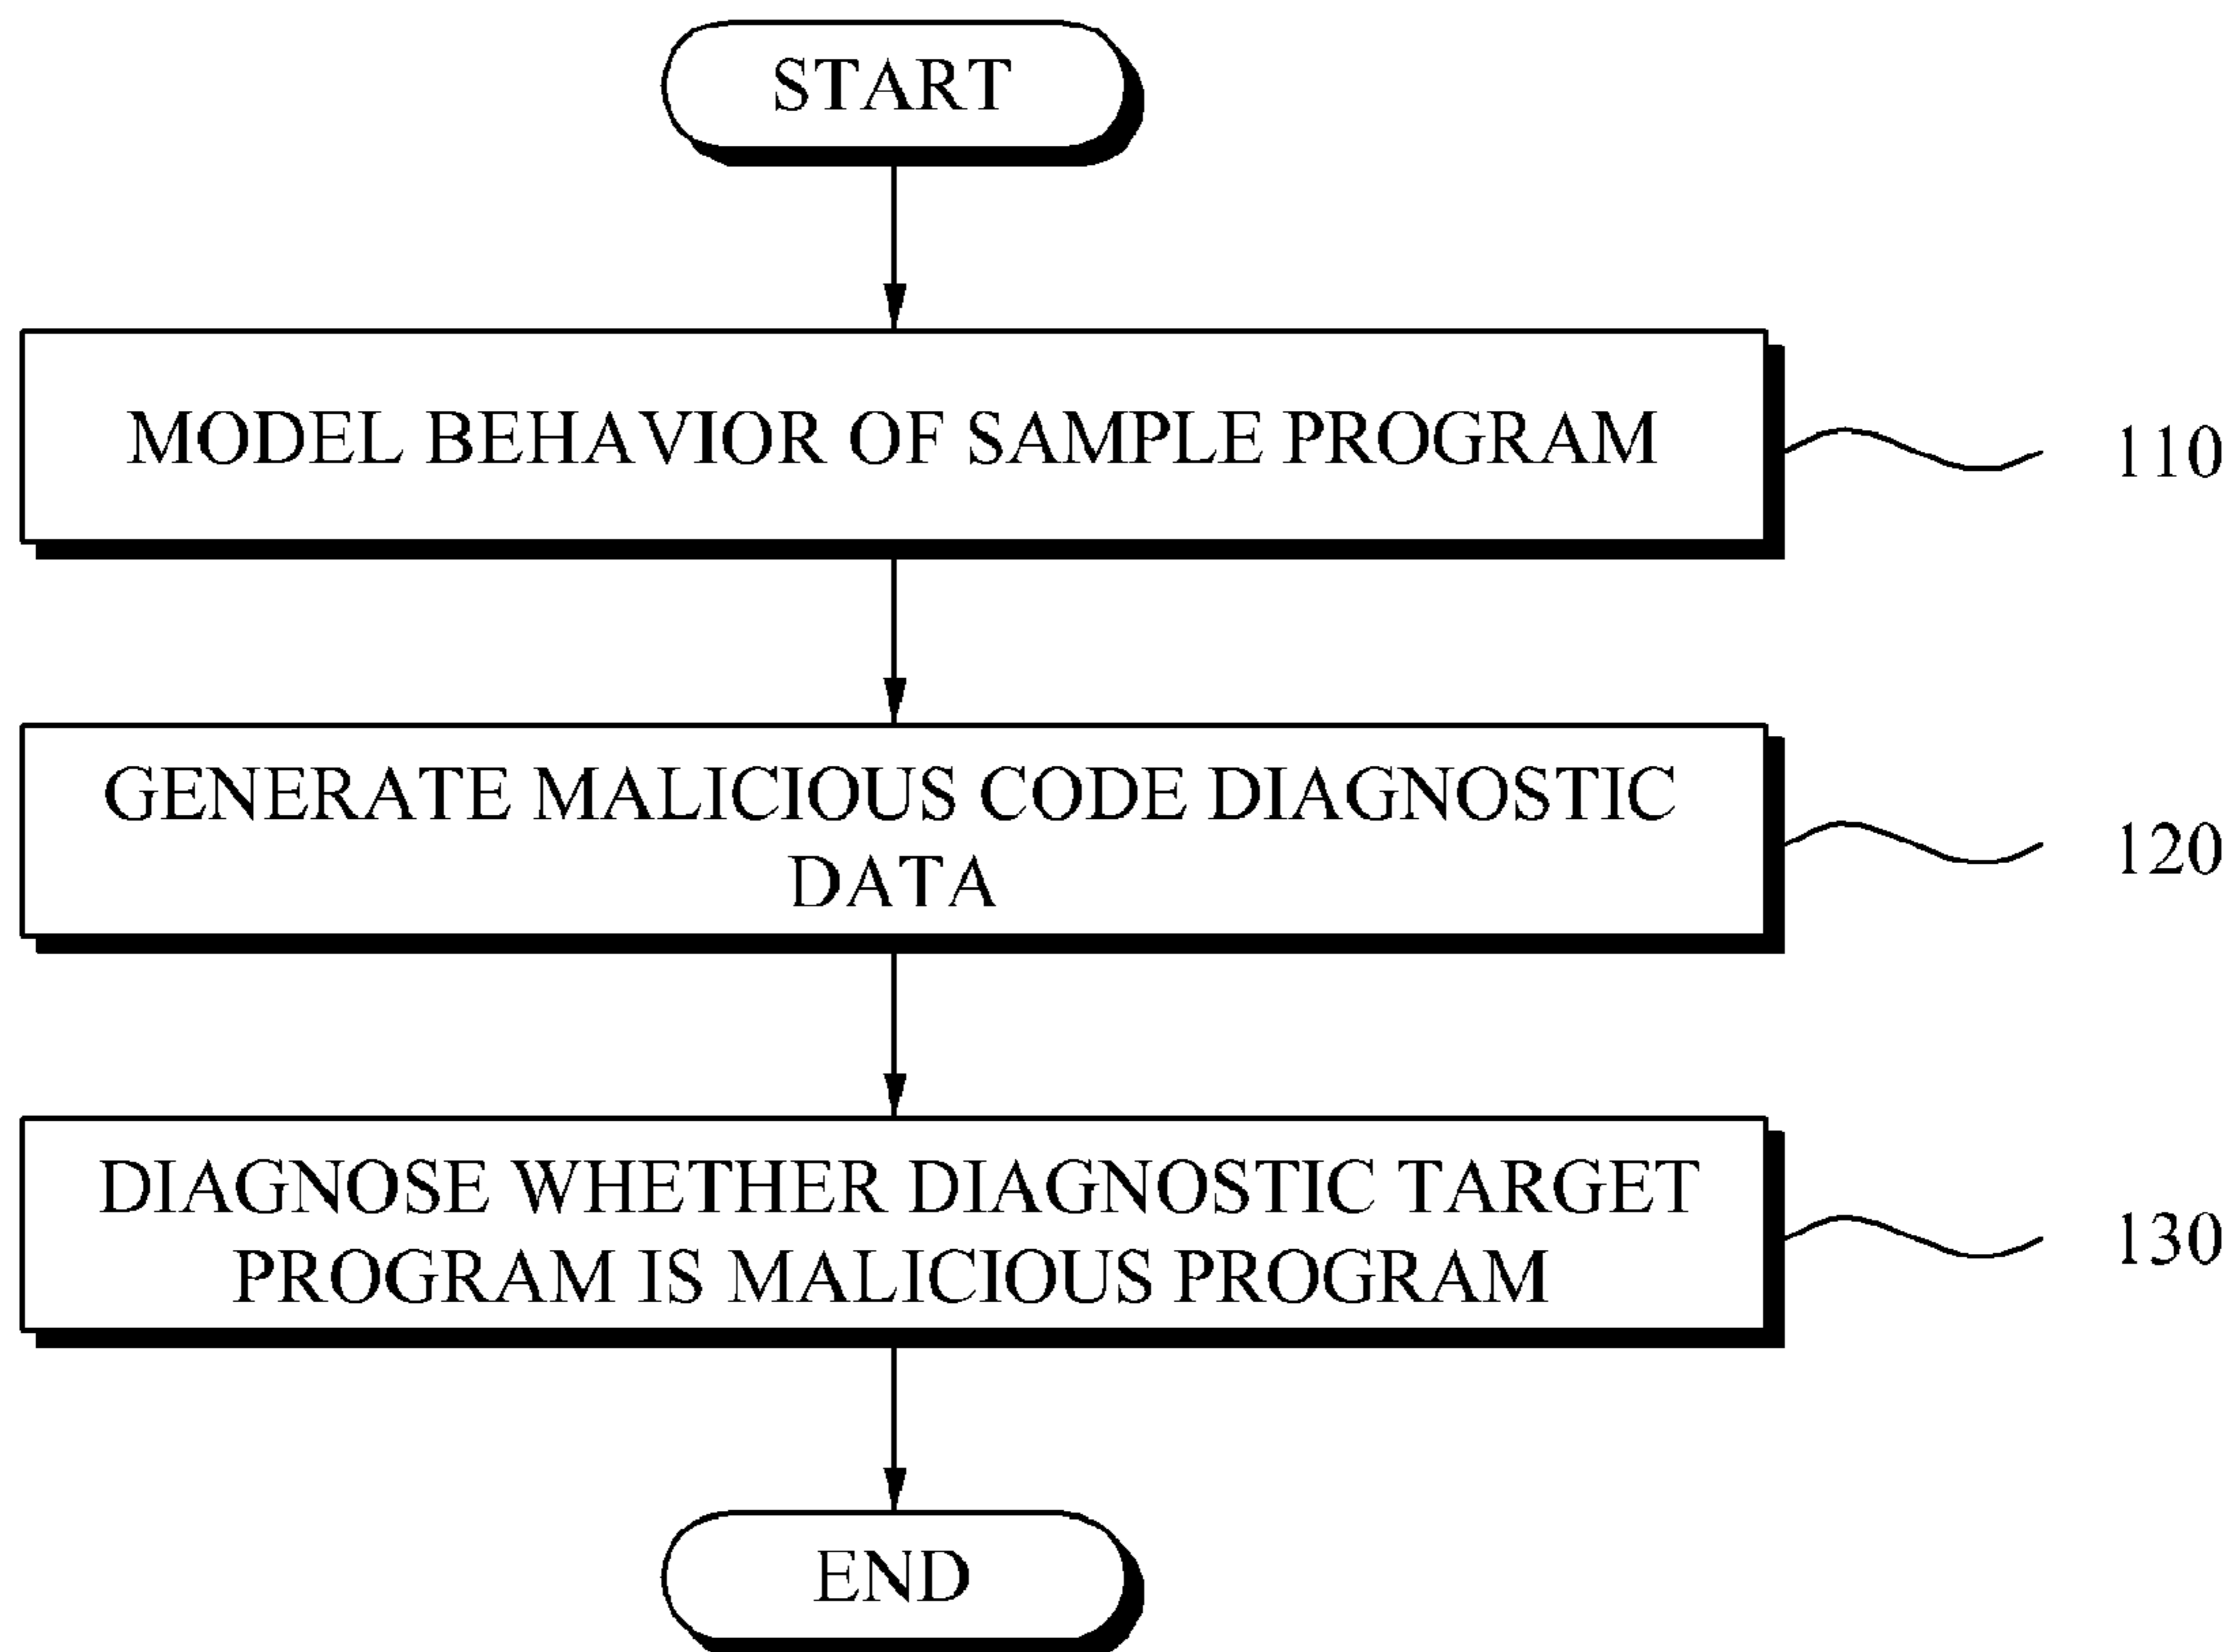 START
MODEL BEHAVIOR OF SAMPLE PROGRAM
110
GENERATE MALICIOUS CODE DIAGNOSTIC
DATA
120
DIAGNOSE WHETHER DIAGNOSTIC TARGET
PROGRAM IS MALICIOUS PROGRAM
130
END